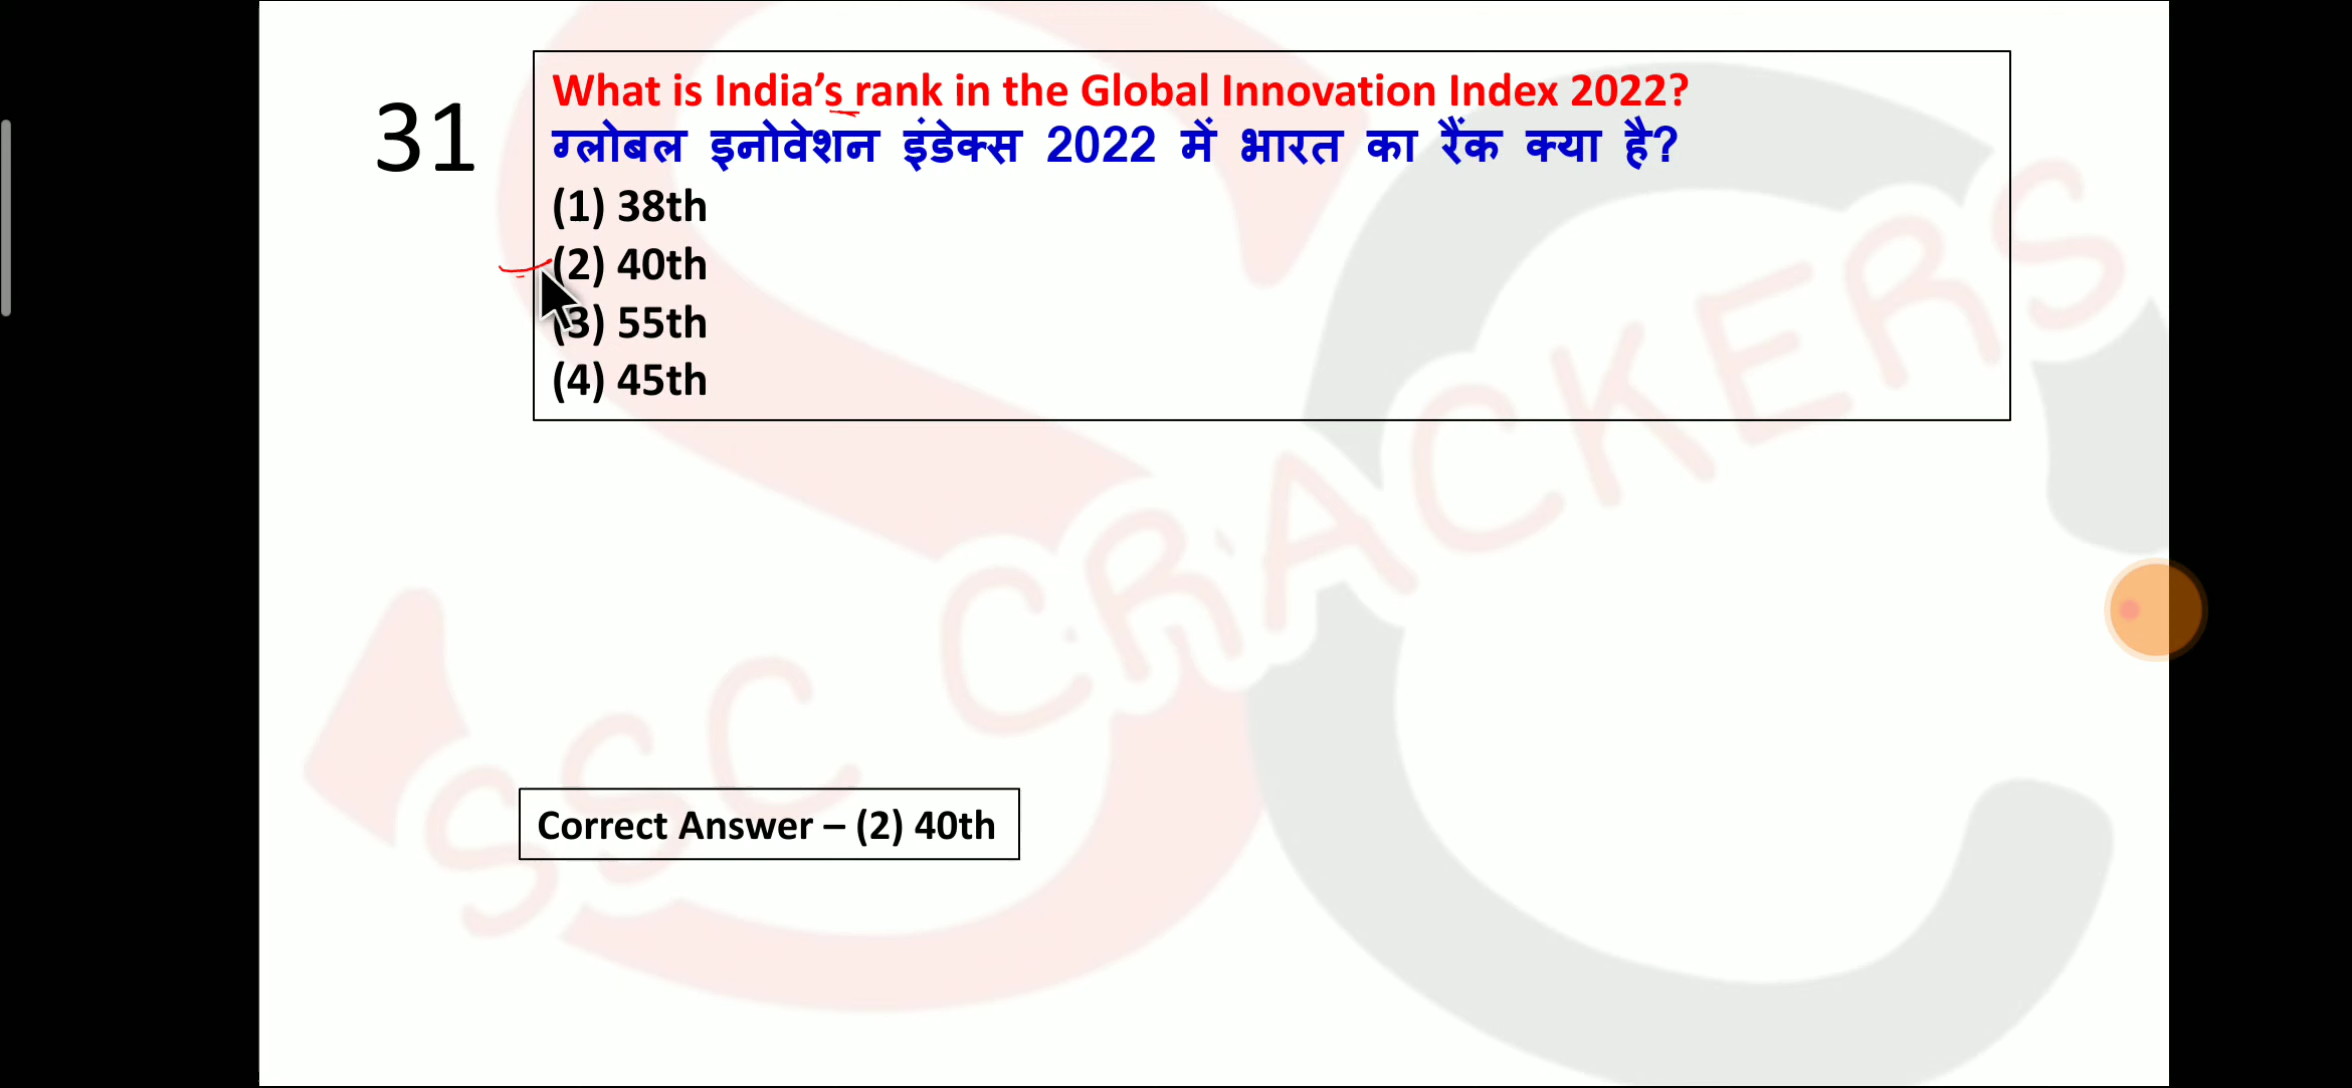 31
What is India’s rank in the Global Innovation Index 2022?
ग्लोबल इनोवेशन इंडेक्स 2022 में भारत का रैंक क्या है?
(1) 38th
(2) 40th
(3) 55th
(4) 45th
SSC CRACKERS
Correct Answer – (2) 40th